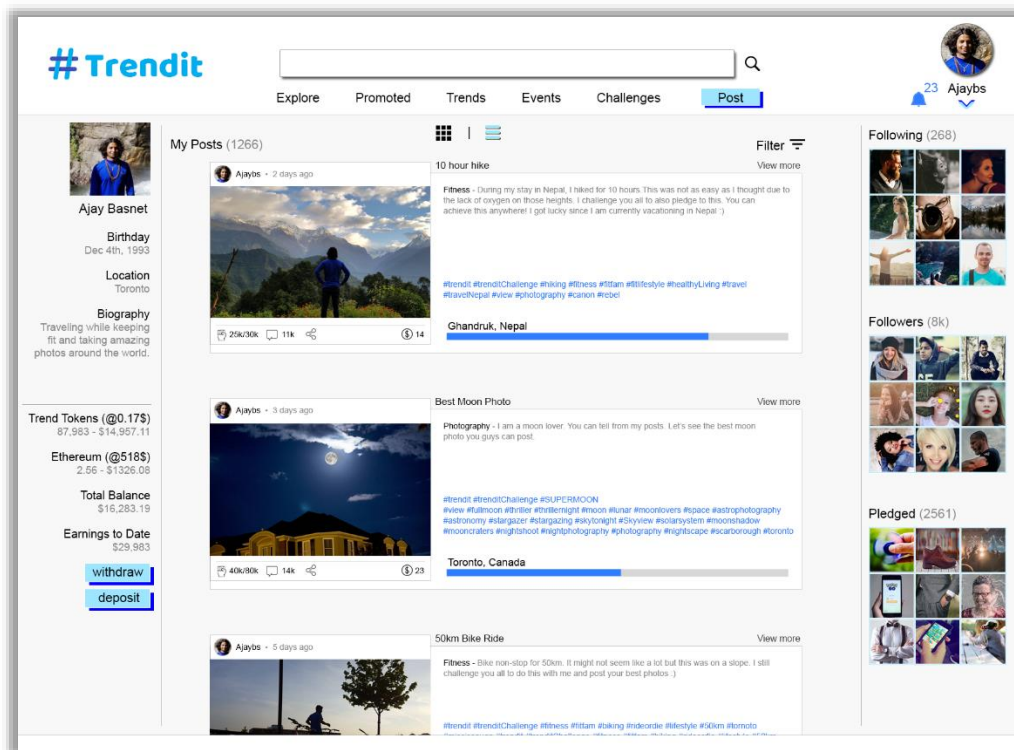 #Trendit
Explore Promoted Trends Events Challenges Post
23 Ajaybs
Ajay Basnet
Birthday
Dec 4th, 1993
Location
Toronto
Biography
Traveling while keeping
fit and taking amazing
photos around the world.
Trend Tokens (@0.17$)
87,983 - $14,957.11
Ethereum (@518$)
2.56 - $1326.08
Total Balance
$16,283.19
Earnings to Date
$29,983
withdraw
deposit
My Posts (1266)
Filter
Ajaybs • 2 days ago
25k/30k 11k 14
10 hour hike View more
Fitness - During my stay in Nepal, I hiked for 10 hours.This was not as easy as I thought due to
the lack of oxygen on those heights. I challenge you all to also pledge to this. You can
achieve this anywhere! I got lucky since I am currently vacationing in Nepal :)
#trendit #trenditChallenge #hiking #fitness #fitfam #fitlifestyle #healthyLiving #travel
#travelNepal #view #photography #canon #rebel
Ghandruk, Nepal
Ajaybs • 3 days ago
40k/80k 14k 23
Best Moon Photo View more
Photography - I am a moon lover. You can tell from my posts. Let's see the best moon
photo you guys can post.
#trendit #trenditChallenge #SUPERMOON
#view #fullmoon #thriller #thrillernight #moon #lunar #moonlovers #space #astrophotography
#astronomy #stargazer #stargazing #skytonight #Skyview #solarsystem #moonshadow
#mooncraters #nightshoot #nightphotography #photography #nightscape #scarborough #toronto
Toronto, Canada
Ajaybs • 5 days ago
50km Bike Ride View more
Fitness - Bike non-stop for 50km. It might not seem like a lot but this was on a slope. I still
challenge you all to do this with me and post your best photos :)
#trendit #trenditChallenge #fitness #fitfam #biking #rideordie #lifestyle #50km #tornoto
Following (268)
Followers (8k)
Pledged (2561)